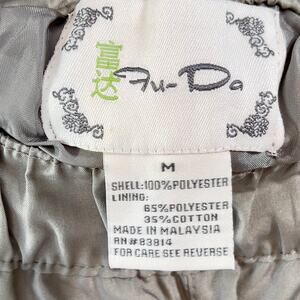 富达
Fu-Da
M
SHELL:100%POLYESTER
LINING:
65%POLYESTER
35%COTTON
MADE IN MALAYSIA
RN#83814
FOR CARE SEE REVERSE